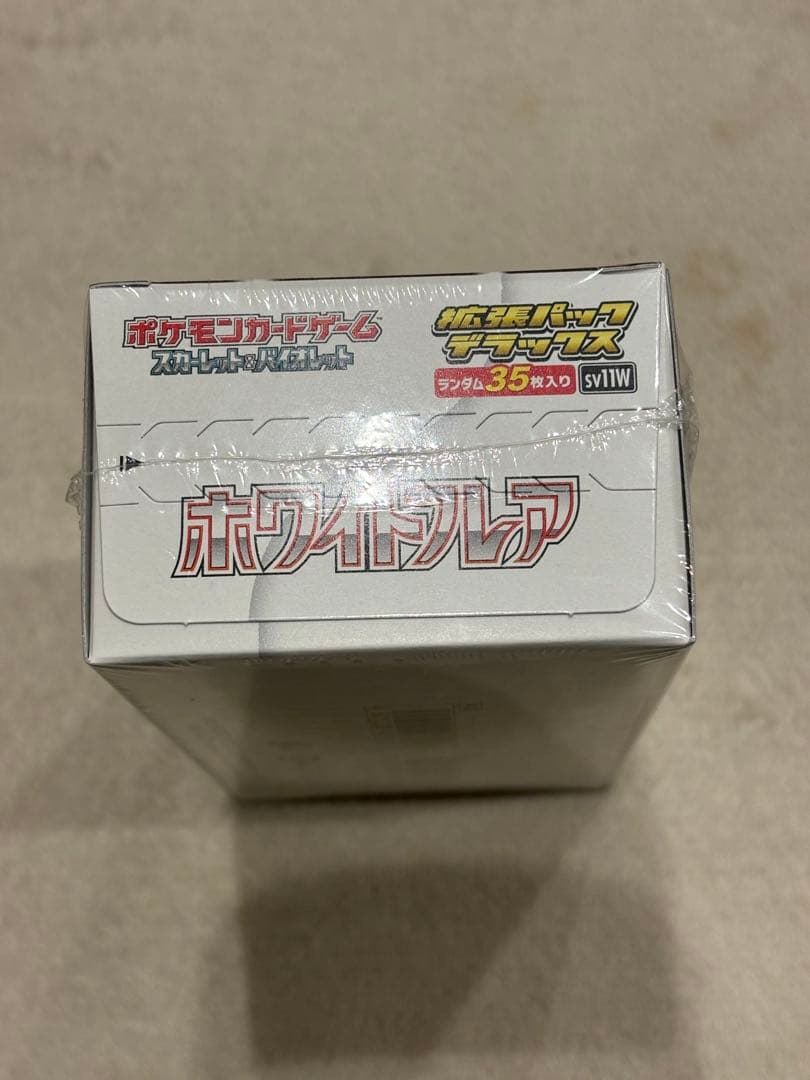 ポケモンカードゲーム
スカーレット&バイオレット
拡張パック
デラックス
ランダム35枚入り
sv11W
ホワイトフレア